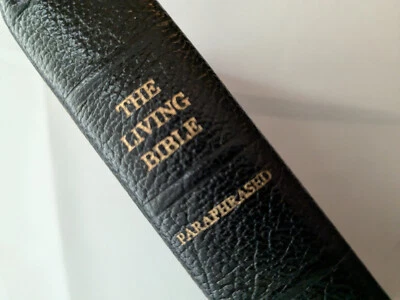 THE
LIVING
BIBLE
PARAPHRASED